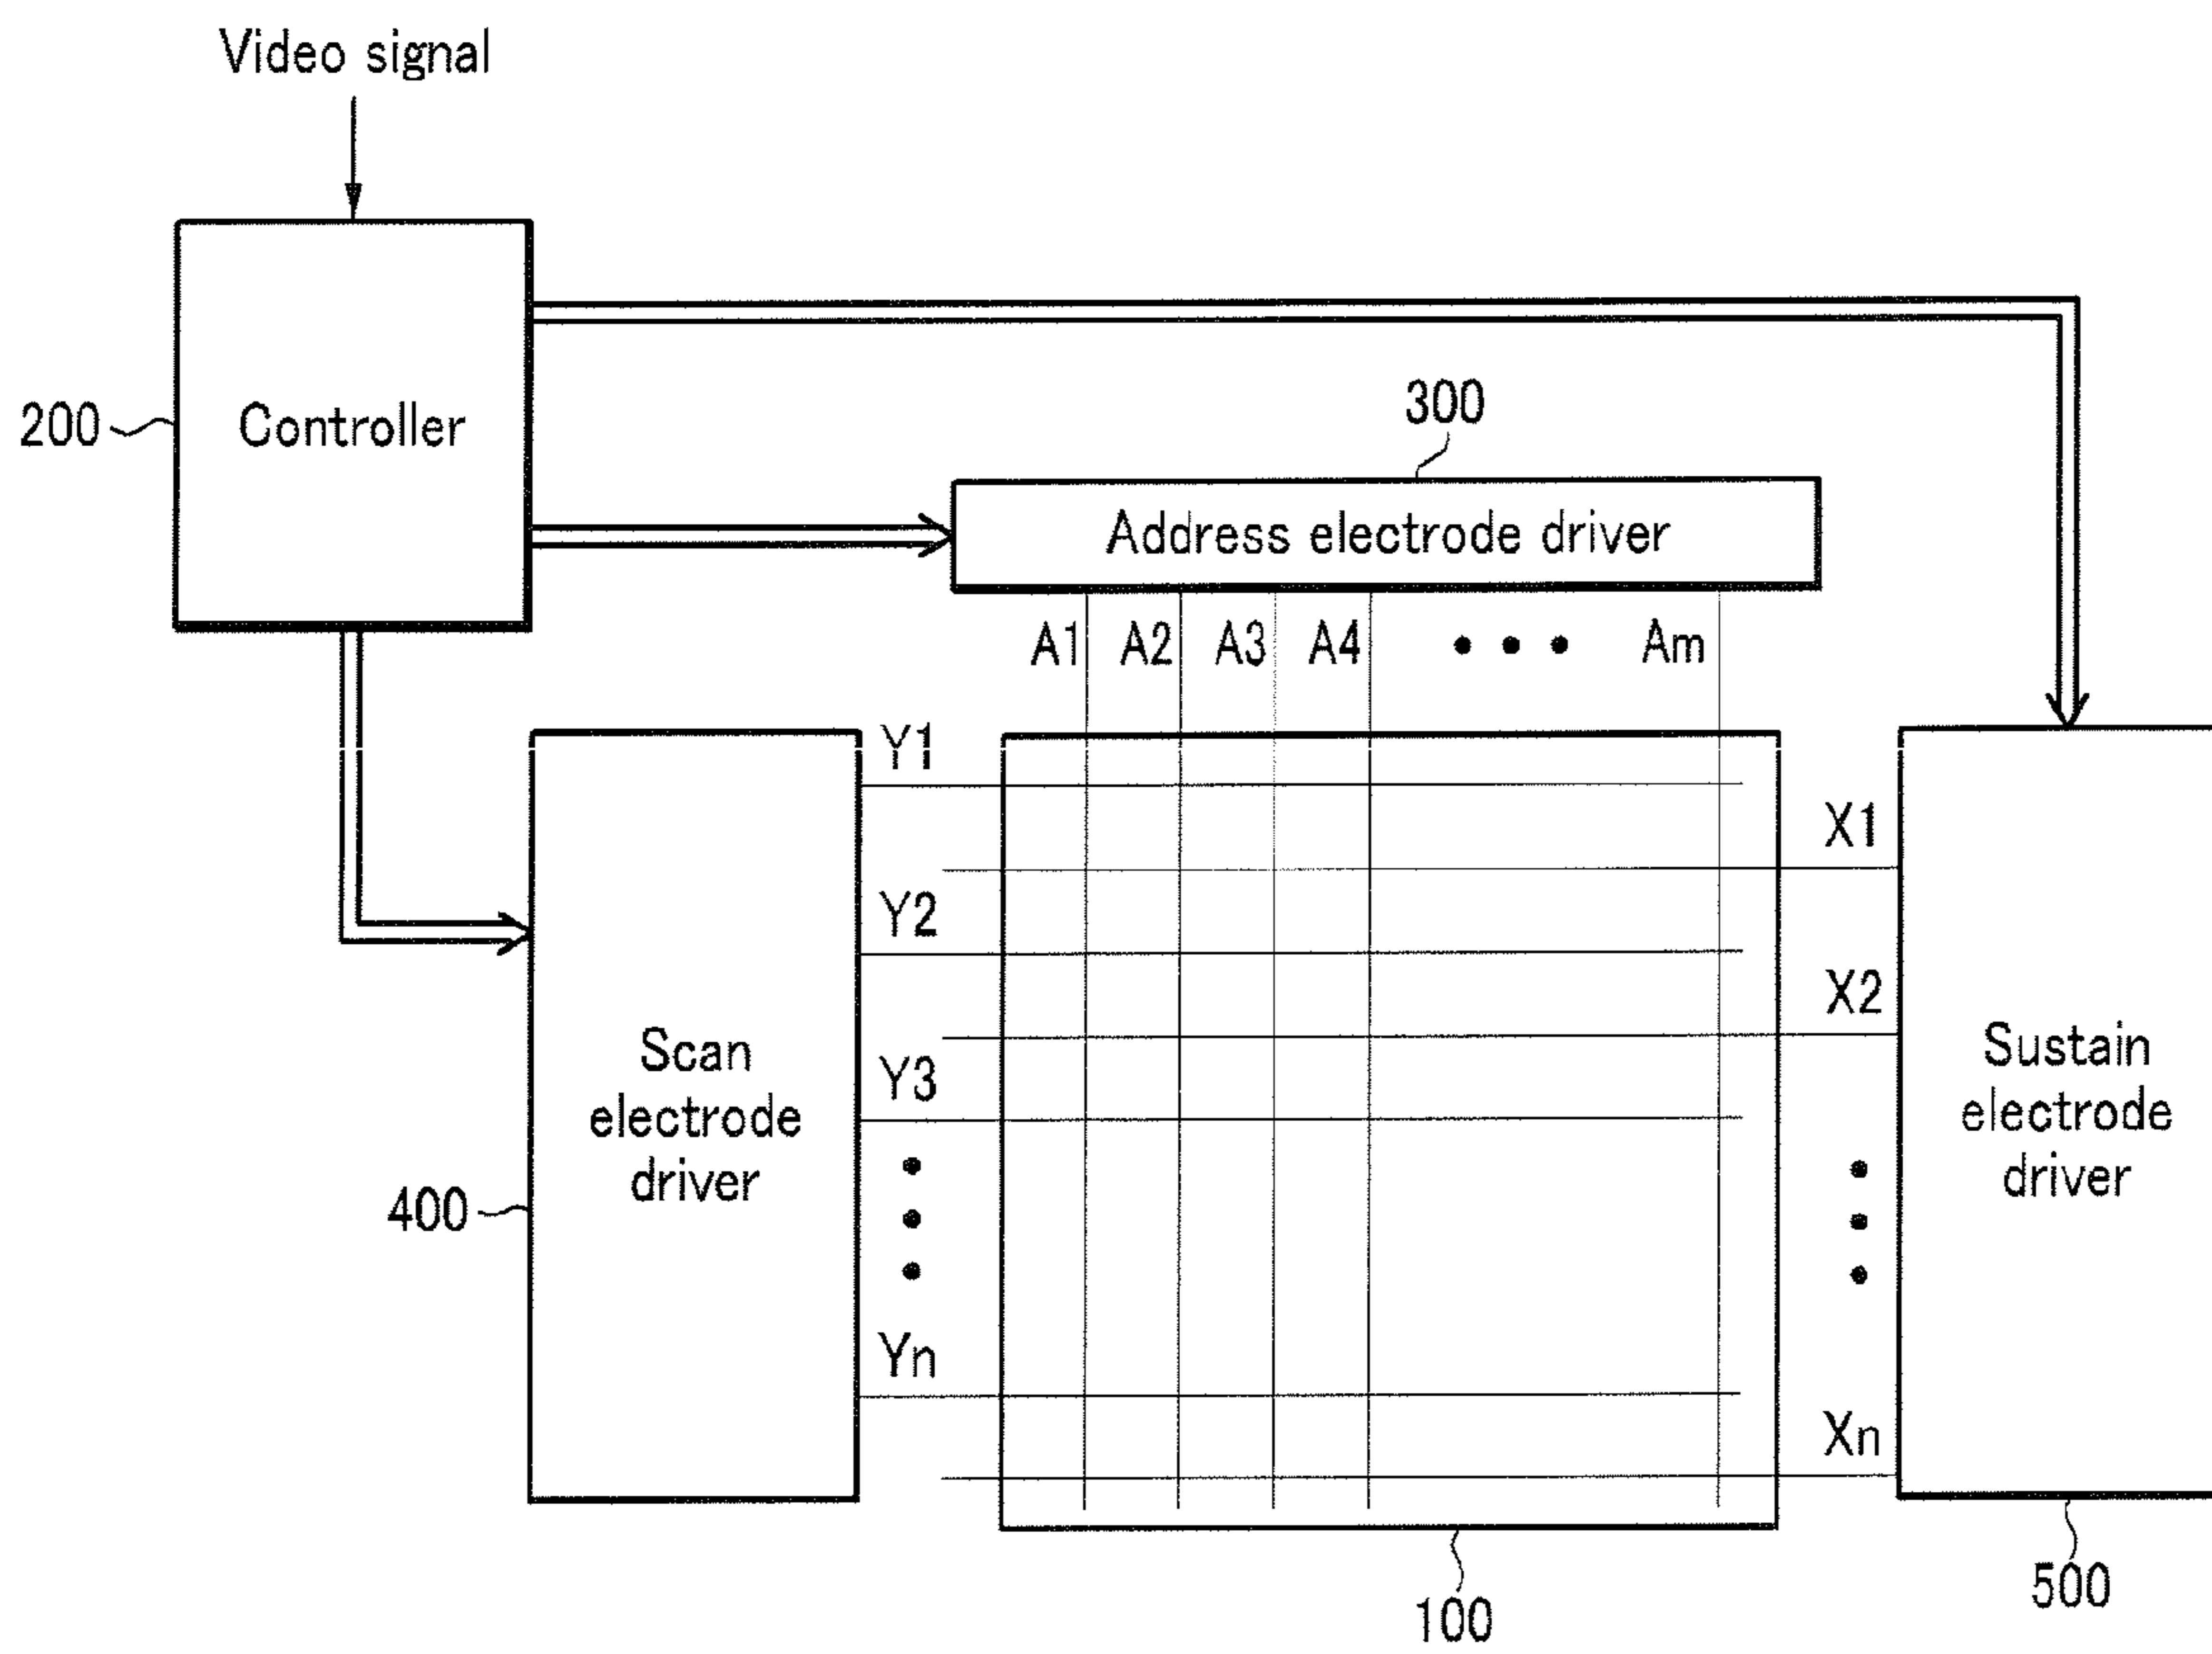 Video signal
200
Controller
300
Address electrode driver
A1 A2 A3 A4 • • • Am
Y1
X1
Y2
X2
Y3
Scan
electrode
driver
Sustain
electrode
driver
400
•
•
•
•
•
•
Yn
Xn
100
500